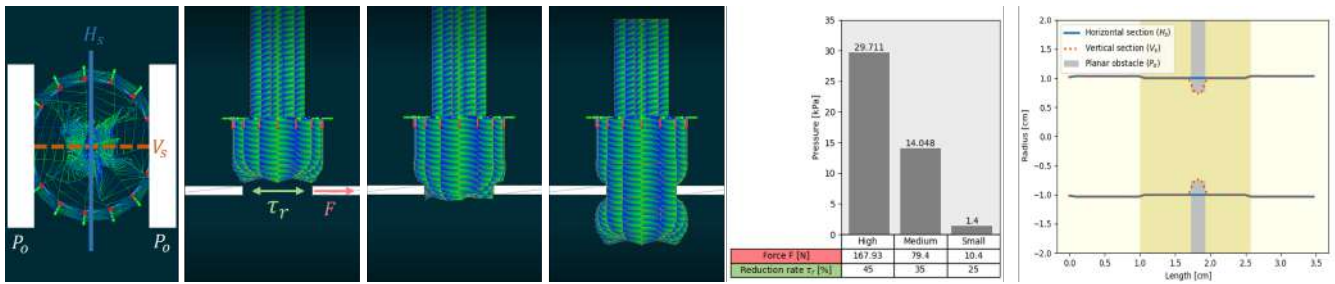 H_s
V_s
P_o
P_o
τ_r
F
Pressure [kPa]
35
30
25
20
15
10
5
0
29.711
14.048
1.4
High Medium Small
Force F [N] 167.93 79.4 10.4
Reduction rate τ_r [%] 45 35 25
Horizontal section (H_s)
Vertical section (V_s)
Planar obstacle (P_o)
Radius [cm]
2.0
1.5
1.0
0.5
0.0
-0.5
-1.0
-1.5
-2.0
0.0 0.5 1.0 1.5 2.0 2.5 3.0 3.5
Length [cm]